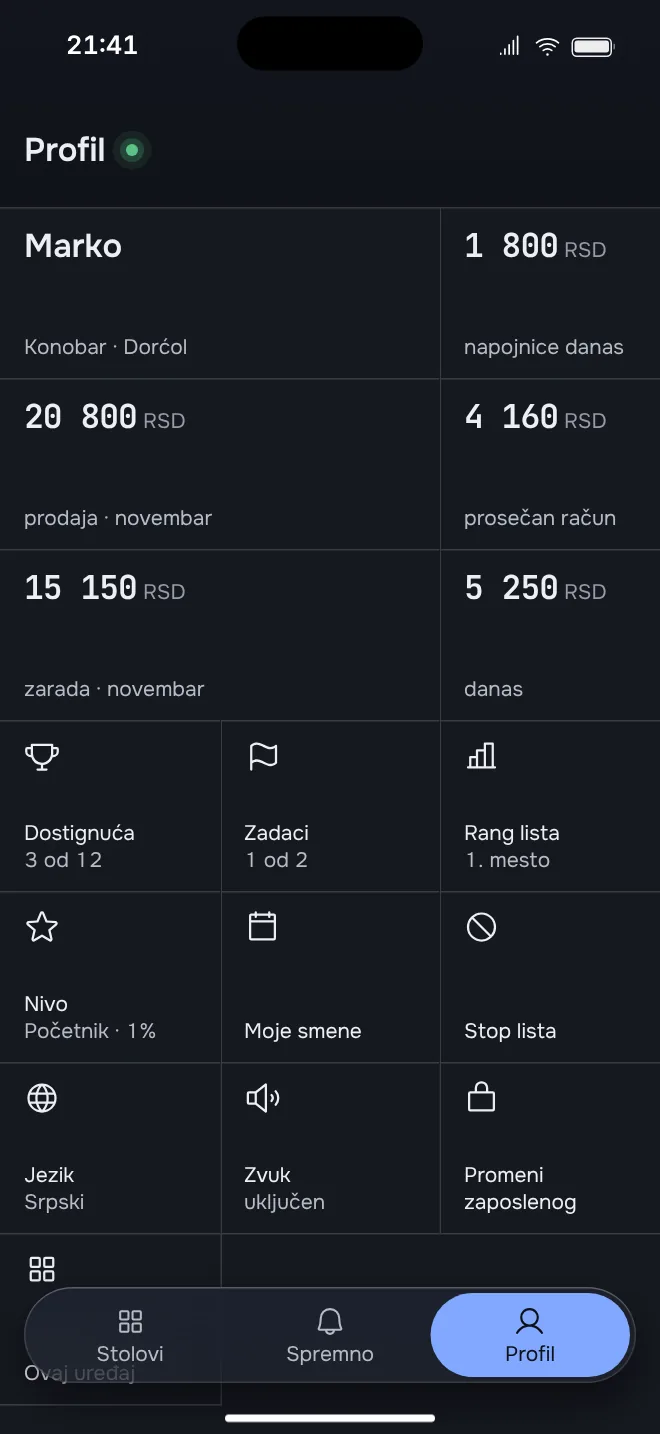 21:41
Profil
Marko
1 800 RSD
Konobar · Dorćol
napojnice danas
20 800 RSD
4 160 RSD
prodaja · novembar
prosečan račun
15 150 RSD
5 250 RSD
zarada · novembar
danas
Dostignuća
3 od 12
Zadaci
1 od 2
Rang lista
1. mesto
Nivo
Početnik · 1%
Moje smene
Stop lista
Jezik
Srpski
Zvuk
uključen
Promeni
zaposlenog
Ovaj uređaj
Stolovi
Spremno
Profil